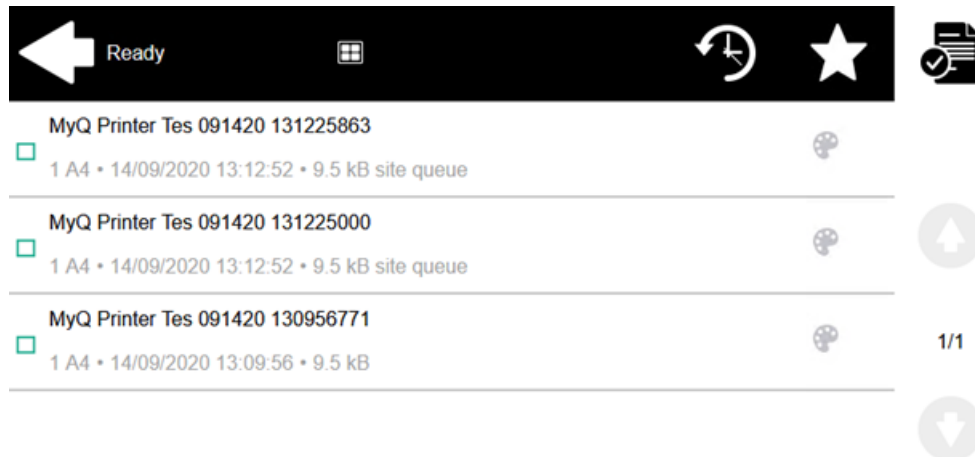 Ready
MyQ Printer Tes 091420 131225863
1 A4 • 14/09/2020 13:12:52 • 9.5 kB site queue
MyQ Printer Tes 091420 131225000
1 A4 • 14/09/2020 13:12:52 • 9.5 kB site queue
MyQ Printer Tes 091420 130956771
1 A4 • 14/09/2020 13:09:56 • 9.5 kB
1/1